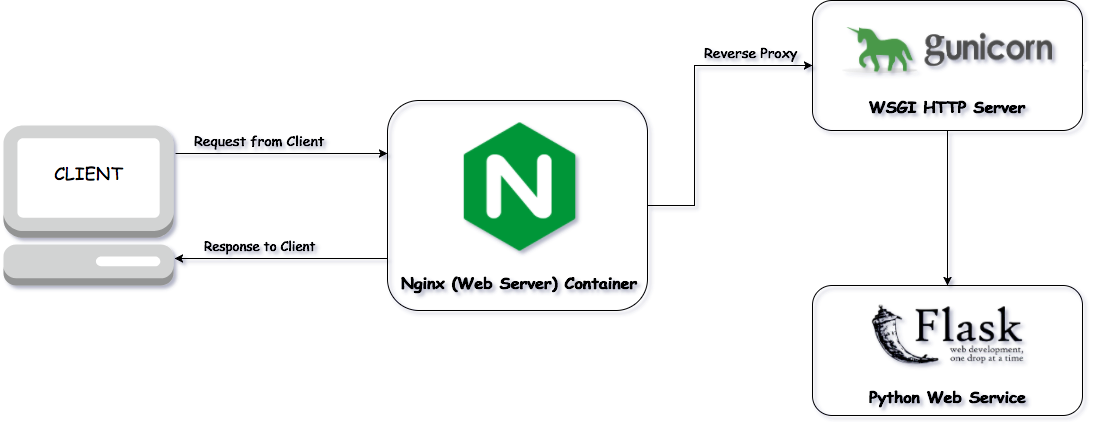 CLIENT
Request from Client
Response to Client
N
Nginx (Web Server) Container
Reverse Proxy
gunicorn
WSGI HTTP Server
Flask
web development,
one drop at a time
Python Web Service